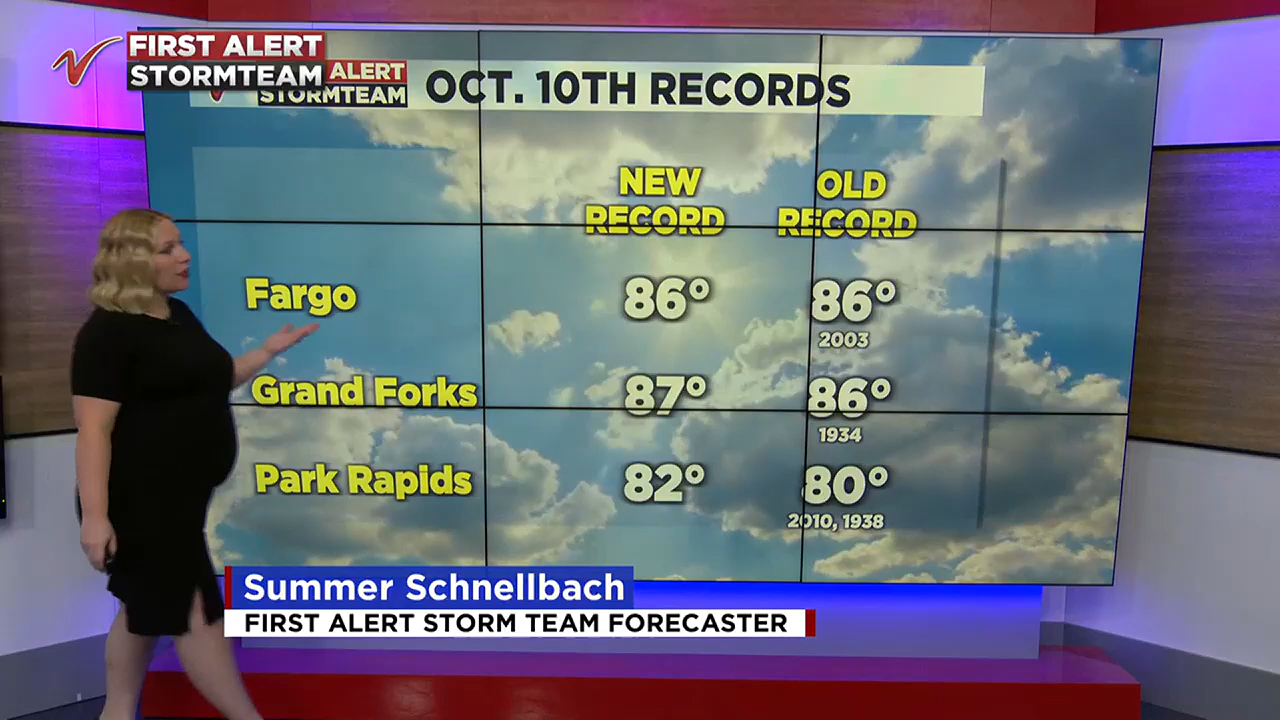 FIRST ALERT
STORMTEAM
ALERT
STORMTEAM
OCT. 10TH RECORDS
NEW
RECORD
OLD
RECORD
Fargo
86°
86°
2003
Grand Forks
87°
86°
1934
Park Rapids
82°
80°
2010, 1938
Summer Schnellbach
FIRST ALERT STORM TEAM FORECASTER